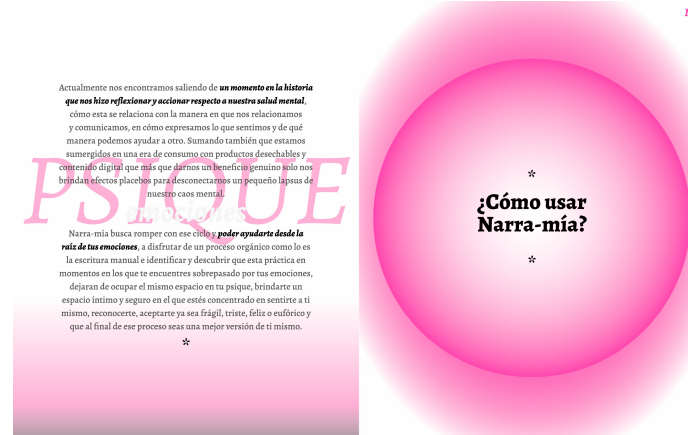 Actualmente nos encontramos saliendo de un momento en la historia
que nos hizo reflexionar y accionar respecto a nuestra salud mental,
cómo esta se relaciona con la manera en que nos relacionamos
y comunicamos, en cómo expresamos lo que sentimos y de qué
manera podemos ayudar a otro. Sumando también que estamos
sumergidos en una era de consumo con productos desechables y
contenido digital que más que darnos un beneficio genuino solo nos
brindan efectos placebos para desconectarnos un pequeño lapsus de
nuestro caos mental.
PSIQUE
emociones
Narra-mía busca romper con ese ciclo y poder ayudarte desde la
raíz de tus emociones, a disfrutar de un proceso orgánico como lo es
la escritura manual e identificar y descubrir que esta práctica en
momentos en los que te encuentres sobrepasado por tus emociones,
dejaran de ocupar el mismo espacio en tu psique, brindarte un
espacio íntimo y seguro en el que estés concentrado en sentirte a ti
mismo, reconocerte, aceptarte ya sea frágil, triste, feliz o eufórico y
que al final de ese proceso seas una mejor versión de ti mismo.
*
*
¿Cómo usar
Narra-mía?
*